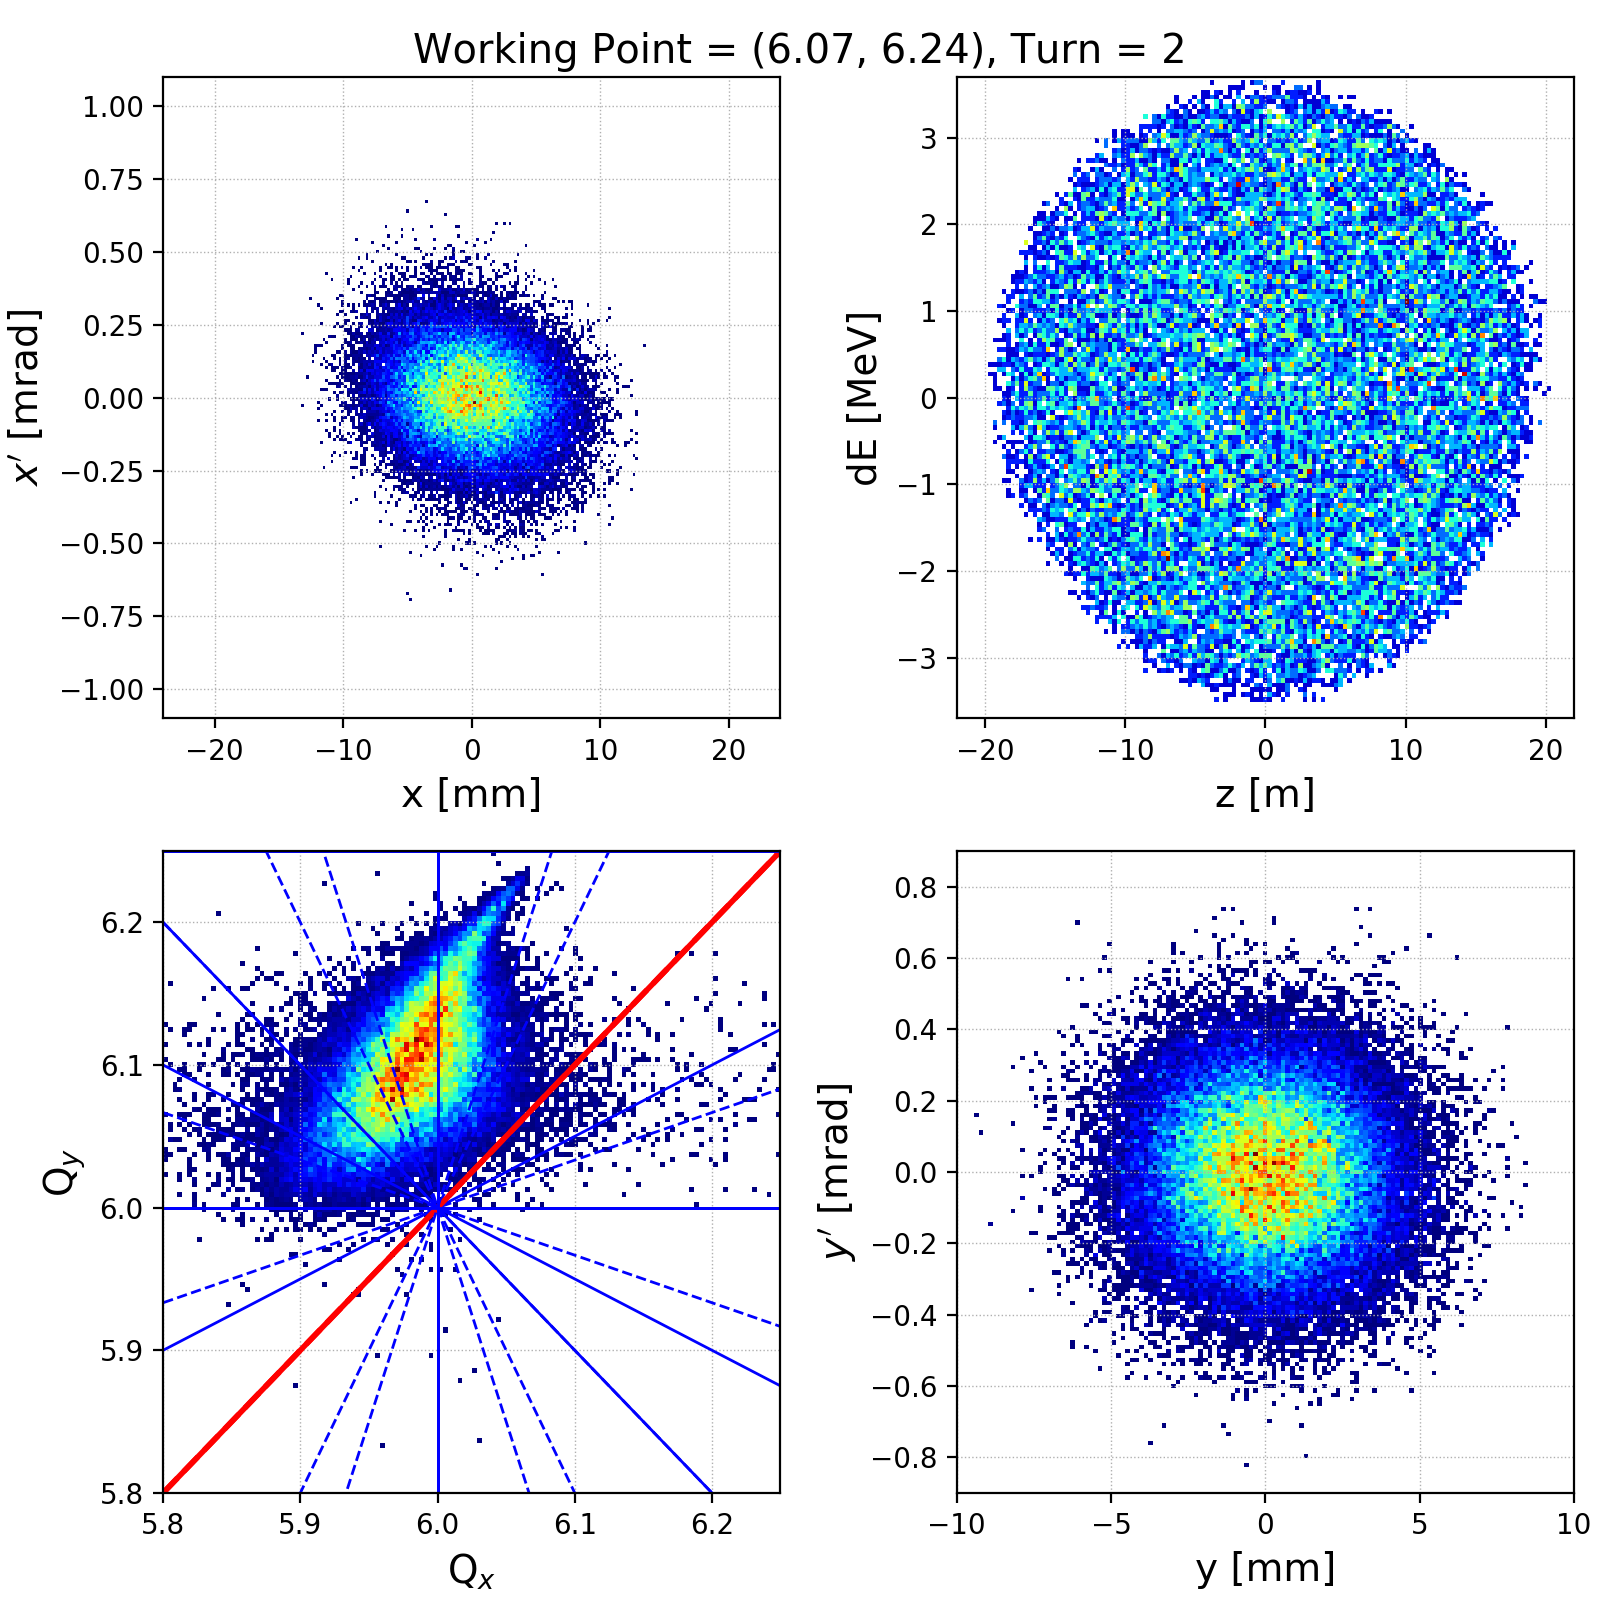 Working Point = (6.07, 6.24), Turn = 2
1.00
0.75
0.50
0.25
0.00
−0.25
−0.50
−0.75
−1.00
x′ [mrad]
−20 −10 0 10 20
x [mm]
3
2
1
0
−1
−2
−3
dE [MeV]
−20 −10 0 10 20
z [m]
6.2
6.1
6.0
5.9
5.8
Qy
5.8 5.9 6.0 6.1 6.2
Qx
0.8
0.6
0.4
0.2
0.0
−0.2
−0.4
−0.6
−0.8
y′ [mrad]
−10 −5 0 5 10
y [mm]